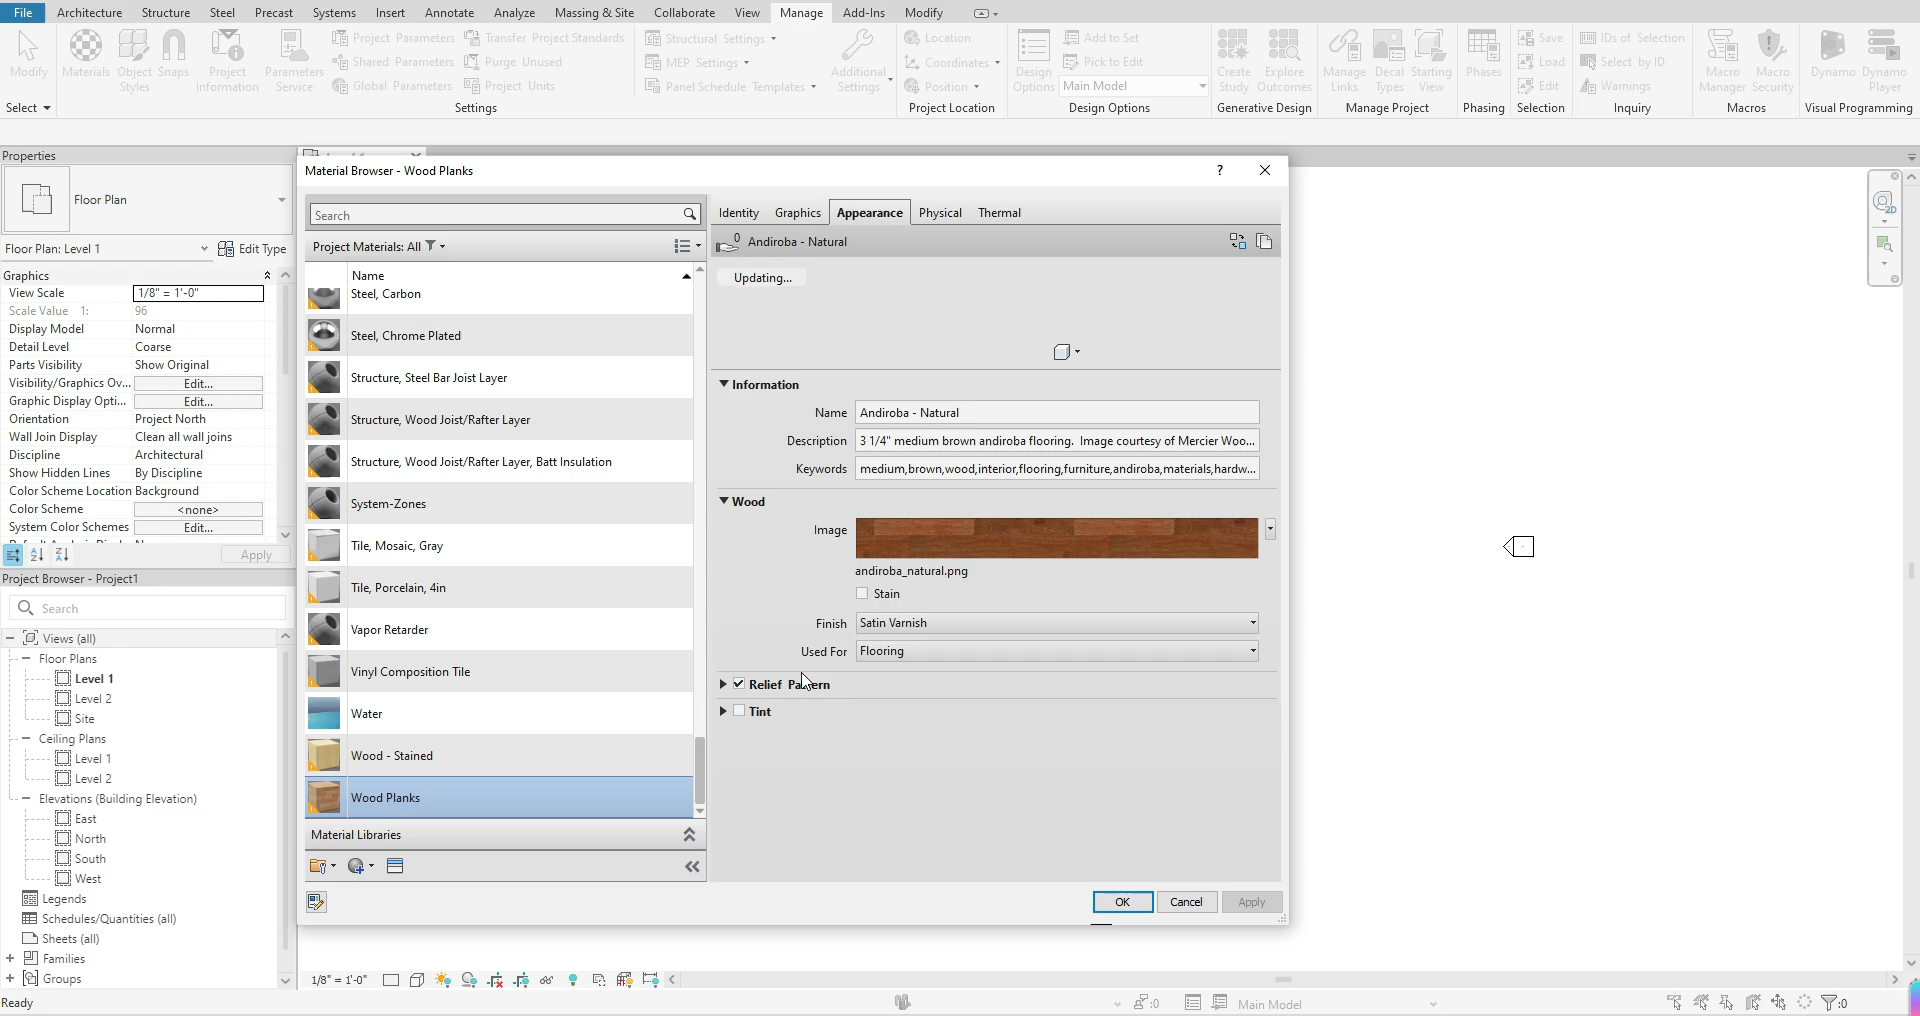 File Architecture Structure Steel Precast Systems Insert Annotate Analyze Massing & Site Collaborate View Manage Add-Ins Modify
Project Parameters Transfer Project Standards Structural Settings Location Add to Set Save IDs of Selection
Shared Parameters Purge Unused MEP Settings Coordinates Pick to Edit Load Select by ID
Global Parameters Project Units Panel Schedule Templates Position Main Model Edit Warnings
Modify Materials Object Styles Snaps Project Information Parameters Service Additional Settings Design Options Create Study Explore Outcomes Manage Links Decal Types Starting View Phases Macro Manager Macro Security Dynamo Dynamo Player
Select Settings Project Location Design Options Generative Design Manage Project Phasing Selection Inquiry Macros Visual Programming
Properties
Floor Plan
Floor Plan: Level 1 Edit Type
Graphics
View Scale 1/8" = 1'-0"
Scale Value 1: 96
Display Model Normal
Detail Level Coarse
Parts Visibility Show Original
Visibility/Graphics Ov... Edit...
Graphic Display Opti... Edit...
Orientation Project North
Wall Join Display Clean all wall joins
Discipline Architectural
Show Hidden Lines By Discipline
Color Scheme Location Background
Color Scheme <none>
System Color Schemes Edit...
Apply
Project Browser - Project1
Search
Views (all)
Floor Plans
Level 1
Level 2
Site
Ceiling Plans
Level 1
Level 2
Elevations (Building Elevation)
East
North
South
West
Legends
Schedules/Quantities (all)
Sheets (all)
Families
Groups
Material Browser - Wood Planks ?
Search
Project Materials: All
Name
Steel, Carbon
Steel, Chrome Plated
Structure, Steel Bar Joist Layer
Structure, Wood Joist/Rafter Layer
Structure, Wood Joist/Rafter Layer, Batt Insulation
System-Zones
Tile, Mosaic, Gray
Tile, Porcelain, 4in
Vapor Retarder
Vinyl Composition Tile
Water
Wood - Stained
Wood Planks
Material Libraries
Identity Graphics Appearance Physical Thermal
0 Andiroba - Natural
Updating...
Information
Name Andiroba - Natural
Description 3 1/4" medium brown andiroba flooring. Image courtesy of Mercier Woo...
Keywords medium,brown,wood,interior,flooring,furniture,andiroba,materials,hardw...
Wood
Image
andiroba_natural.png
Stain
Finish Satin Varnish
Used For Flooring
Relief Pattern
Tint
OK Cancel Apply
2D
1/8" = 1'-0"
Ready :0 Main Model :0